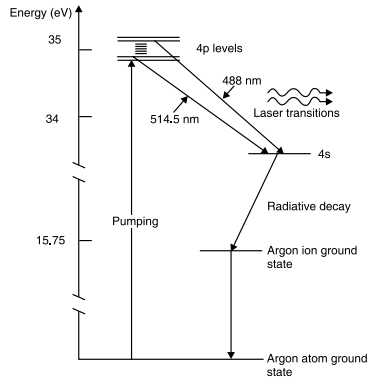 Energy (eV)
35
4p levels
488 nm
Laser transitions
34
514.5 nm
4s
Radiative decay
Pumping
15.75
Argon ion ground
state
Argon atom ground
state